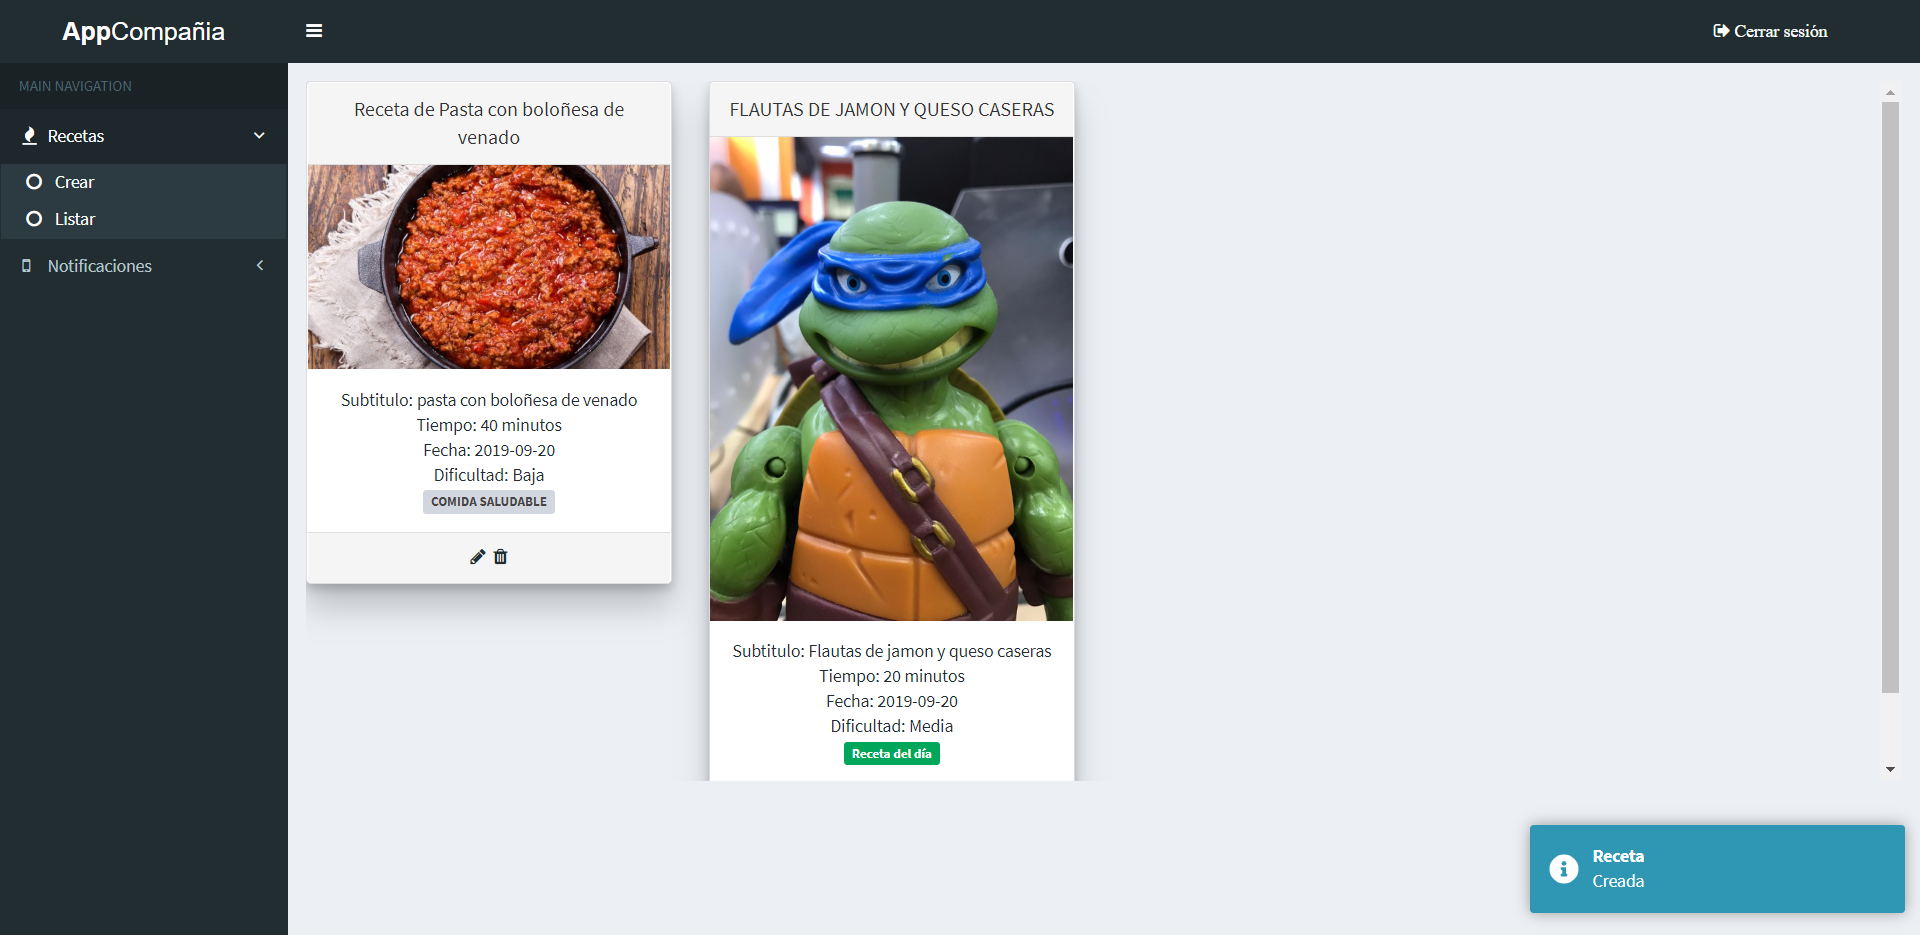 AppCompañia
Cerrar sesión
MAIN NAVIGATION
Recetas
Crear
Listar
Notificaciones
Receta de Pasta con boloñesa de
venado
Subtitulo: pasta con boloñesa de venado
Tiempo: 40 minutos
Fecha: 2019-09-20
Dificultad: Baja
COMIDA SALUDABLE
FLAUTAS DE JAMON Y QUESO CASERAS
Subtitulo: Flautas de jamon y queso caseras
Tiempo: 20 minutos
Fecha: 2019-09-20
Dificultad: Media
Receta del día
Receta
Creada